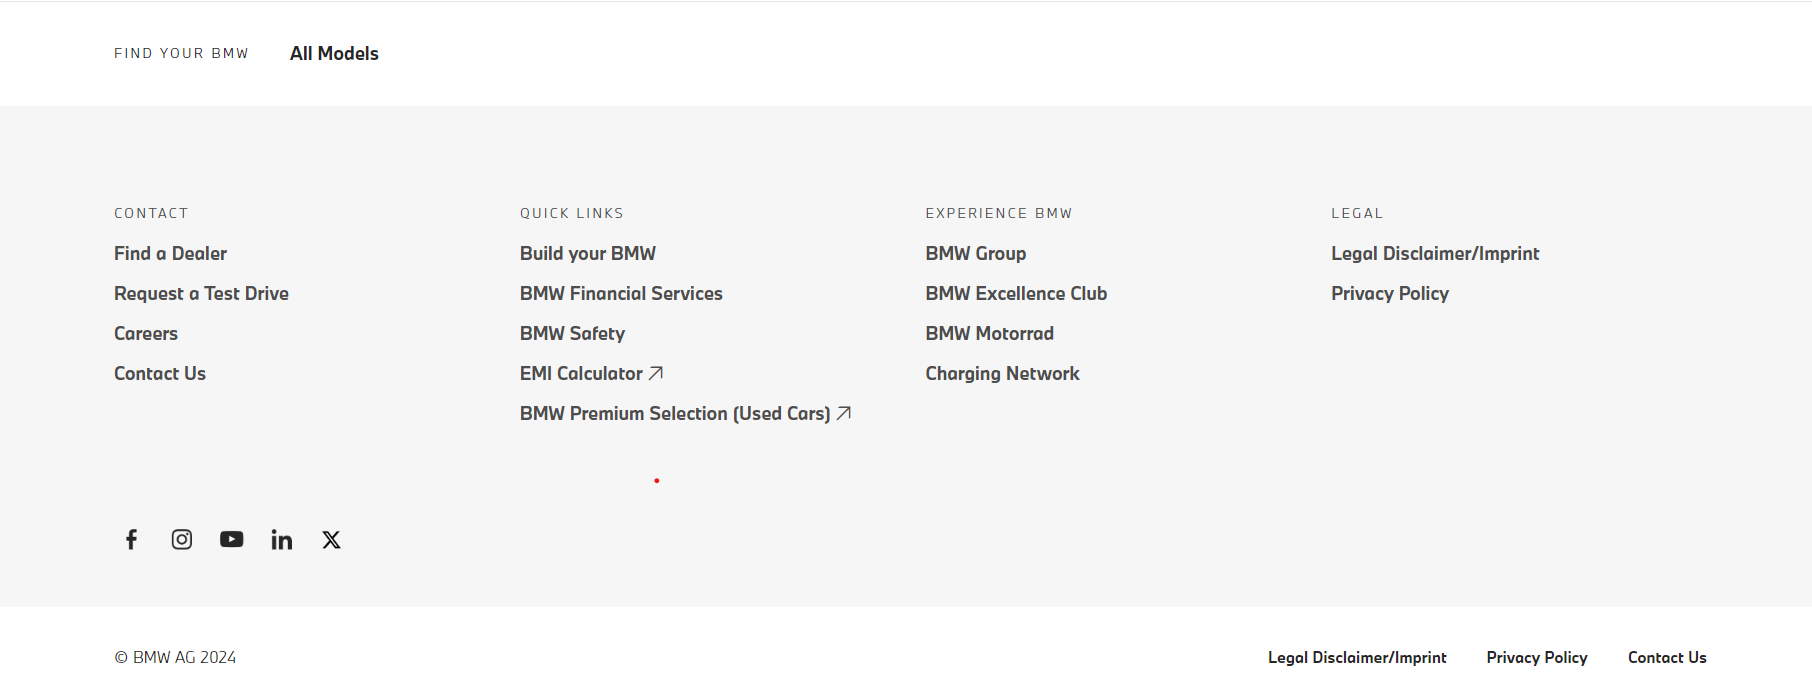 FIND YOUR BMW All Models
CONTACT
Find a Dealer
Request a Test Drive
Careers
Contact Us
QUICK LINKS
Build your BMW
BMW Financial Services
BMW Safety
EMI Calculator
BMW Premium Selection (Used Cars)
EXPERIENCE BMW
BMW Group
BMW Excellence Club
BMW Motorrad
Charging Network
LEGAL
Legal Disclaimer/Imprint
Privacy Policy
© BMW AG 2024
Legal Disclaimer/Imprint Privacy Policy Contact Us